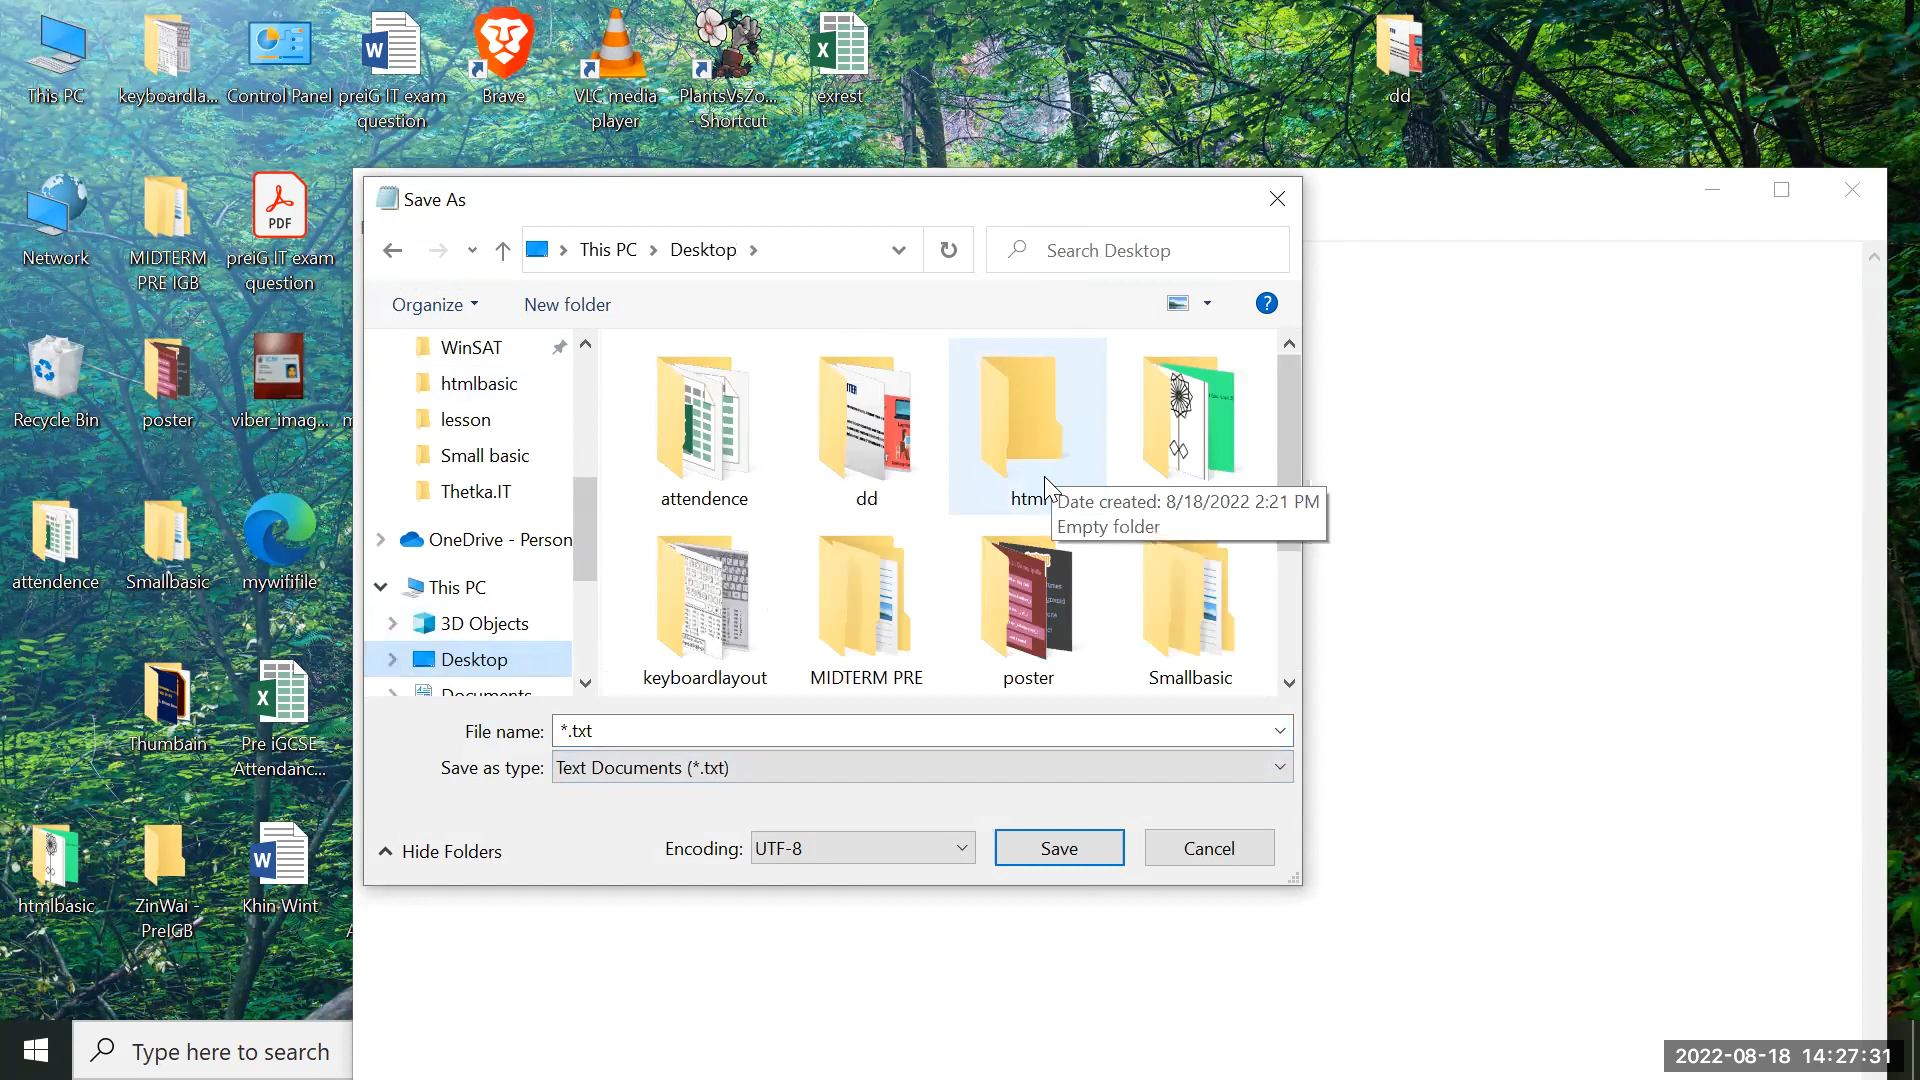 This PC
keyboardla...
Control Panel
preiG IT exam
question
Brave
VLC media
player
PlantsVsZo...
- Shortcut
exrest
dd
Network
MIDTERM
PRE IGB
PDF
preiG IT exam
question
Recycle Bin
poster
viber_imag...
attendence
Smallbasic
mywififile
Thumbain
Pre iGCSE
Attendanc...
htmlbasic
ZinWai -
PreIGB
Khin Wint
Save As
This PC
Desktop
Search Desktop
Organize
New folder
WinSAT
htmlbasic
lesson
Small basic
Thetka.IT
OneDrive - Person
This PC
3D Objects
Desktop
Documents
attendence
dd
Date created: 8/18/2022 2:21 PM
Empty folder
keyboardlayout
MIDTERM PRE
poster
Smallbasic
File name:
*.txt
Save as type:
Text Documents (*.txt)
Hide Folders
Encoding:
UTF-8
Save
Cancel
Type here to search
2022-08-18 14:27:31